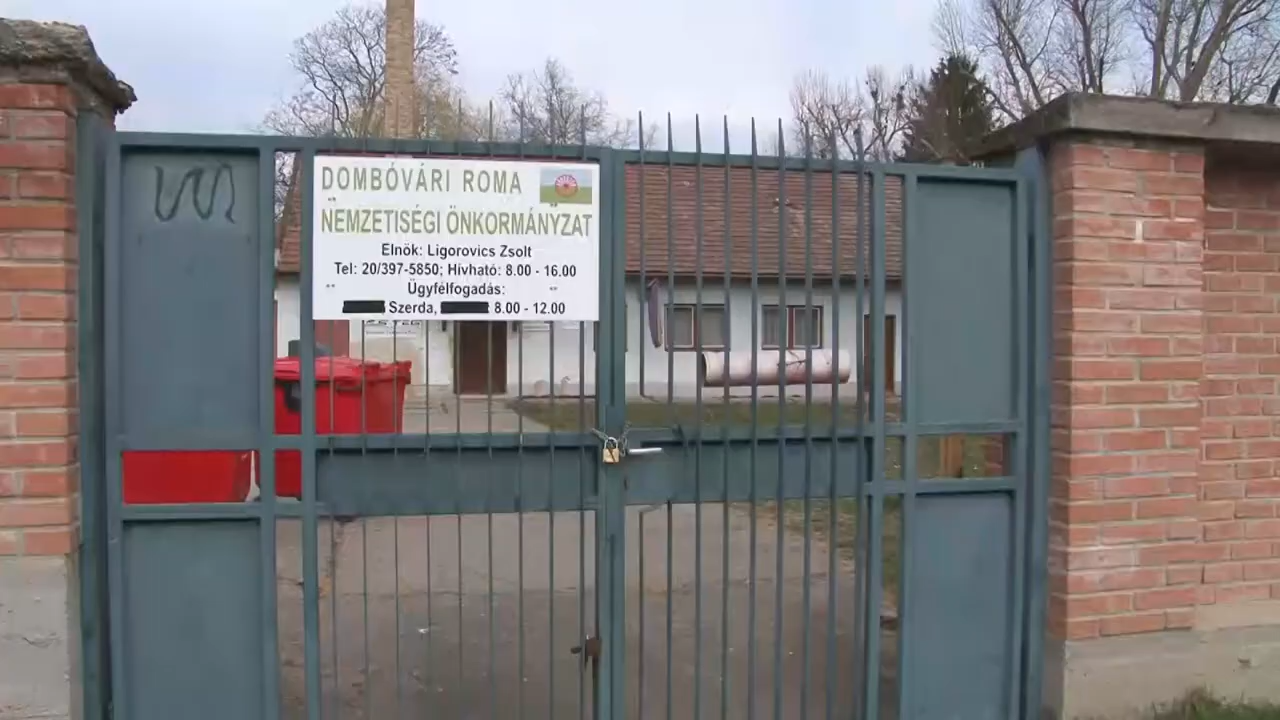 DOMBÓVÁRI ROMA
NEMZETISÉGI ÖNKORMÁNYZAT
Elnök: Ligorovics Zsolt
Tel: 20/397-5850; Hívható: 8.00 - 16.00
Ügyfélfogadás:
Szerda, 8.00 - 12.00